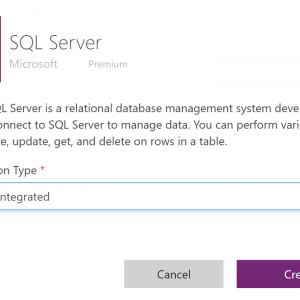 SQL Server
Microsoft Premium
QL Server is a relational database management system deve
onnect to SQL Server to manage data. You can perform vari
e, update, get, and delete on rows in a table.
on Type *
ntegrated
Cancel Cre